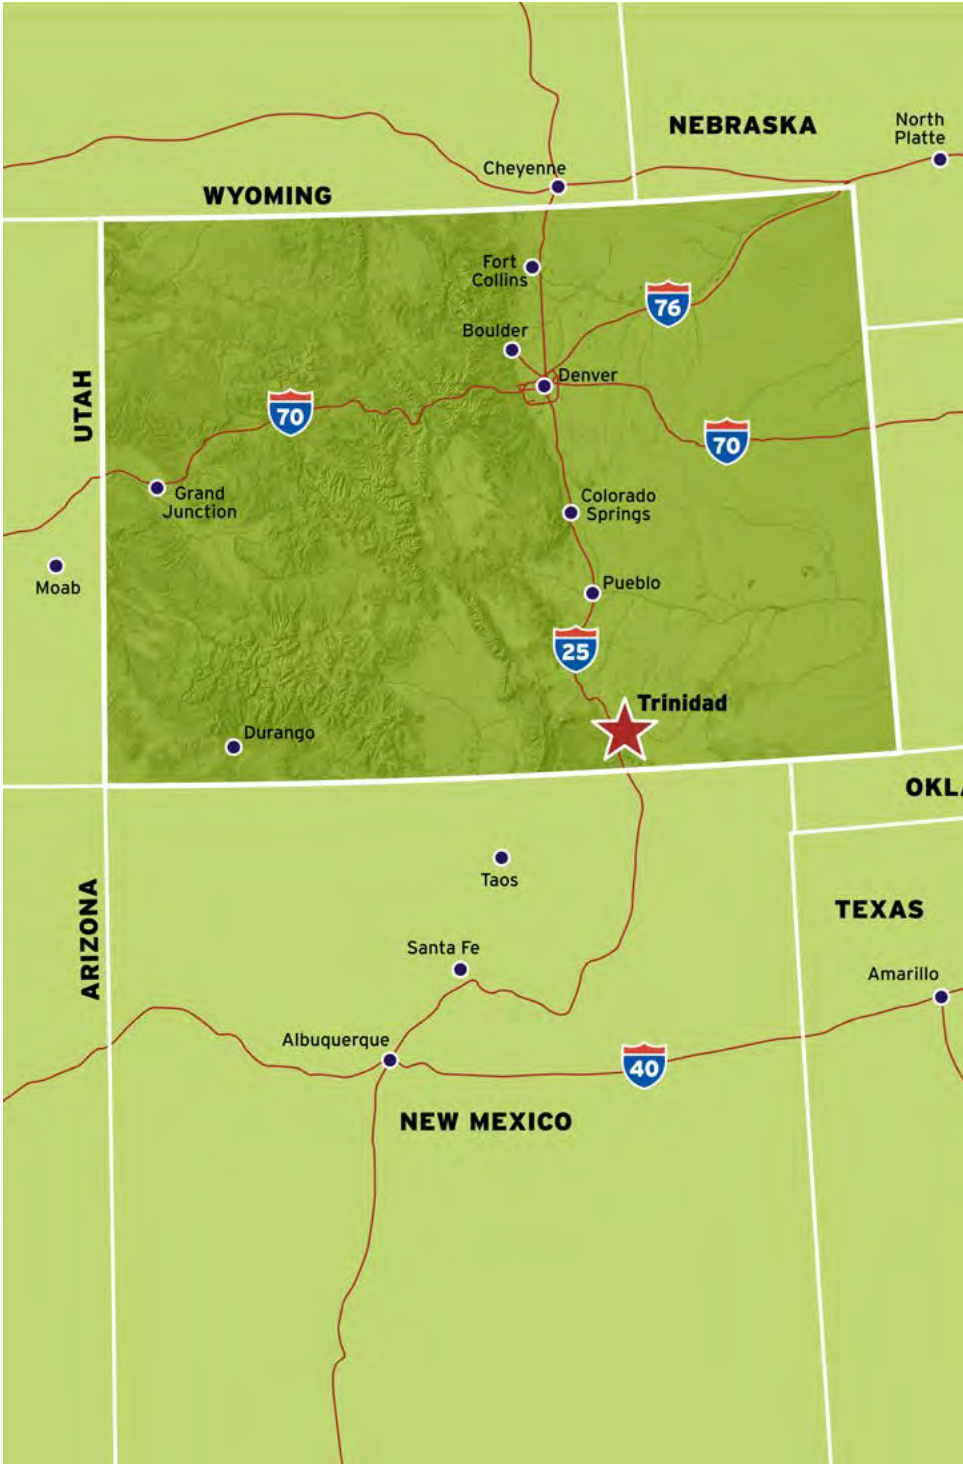 NEBRASKA
North
Platte
Cheyenne
WYOMING
Fort
Collins
76
Boulder
Denver
UTAH
70
70
Grand
Junction
Colorado
Springs
Moab
Pueblo
25
Trinidad
Durango
OKLA
Taos
ARIZONA
TEXAS
Santa Fe
Amarillo
Albuquerque
40
NEW MEXICO